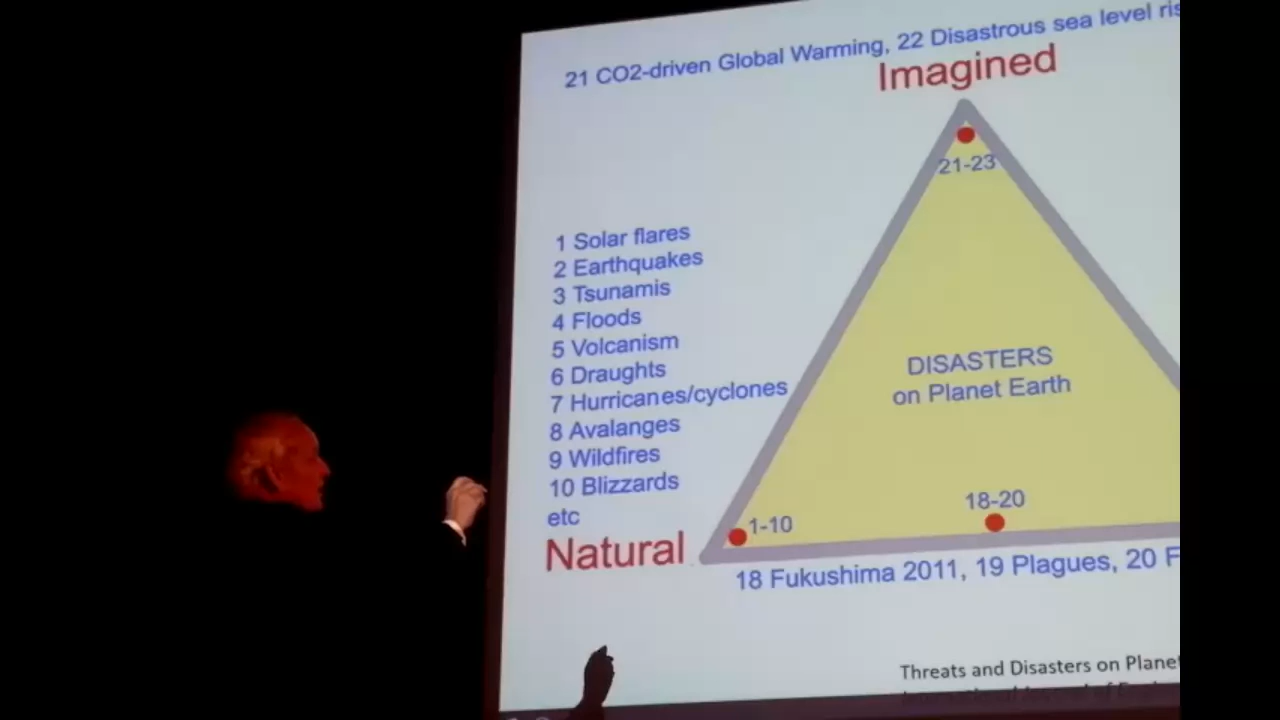 21 CO2-driven Global Warming, 22 Disastrous sea level
Imagined
21-23
1 Solar flares
2 Earthquakes
3 Tsunamis
4 Floods
5 Volcanism
6 Draughts
7 Hurricanes/cyclones
8 Avalanges
9 Wildfires
10 Blizzards
etc
DISASTERS
on Planet Earth
18-20
1-10
Natural
18 Fukushima 2011, 19 Plagues, 20
Threats and Disasters on